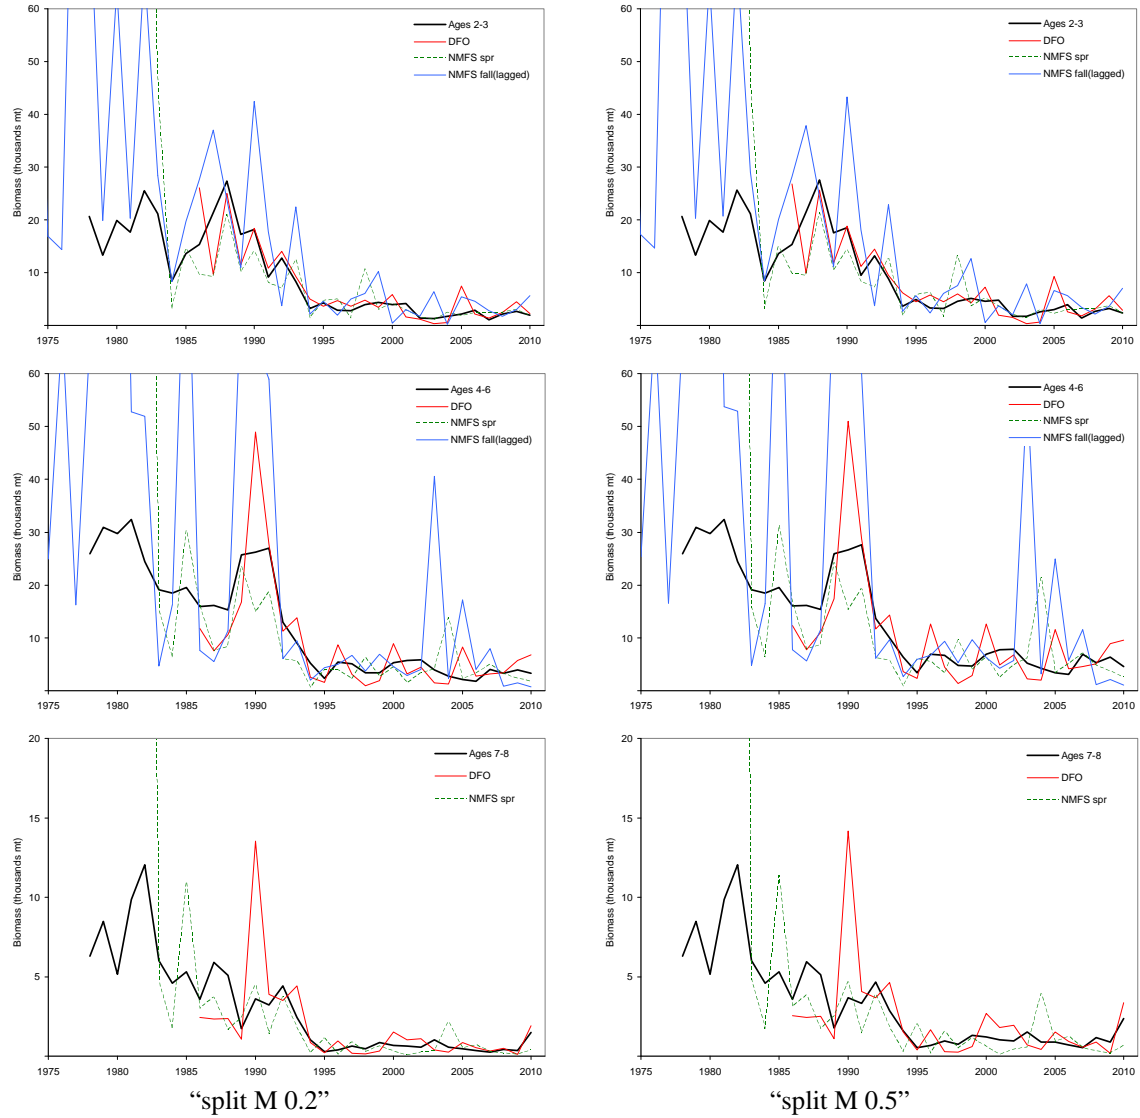 60
50
40
30
20
10
Biomass (thousands mt)
Ages 2-3
DFO
NMFS spr
NMFS fall(lagged)
1975 1980 1985 1990 1995 2000 2005 2010
60
50
40
30
20
10
Biomass (thousands mt)
Ages 2-3
DFO
NMFS spr
NMFS fall(lagged)
1975 1980 1985 1990 1995 2000 2005 2010
60
50
40
30
20
10
Biomass (thousands mt)
Ages 4-6
DFO
NMFS spr
NMFS fall(lagged)
1975 1980 1985 1990 1995 2000 2005 2010
60
50
40
30
20
10
Biomass (thousands mt)
Ages 4-6
DFO
NMFS spr
NMFS fall(lagged)
1975 1980 1985 1990 1995 2000 2005 2010
20
15
10
5
Biomass (thousands mt)
Ages 7-8
DFO
NMFS spr
1975 1980 1985 1990 1995 2000 2005 2010
20
15
10
5
Biomass (thousands mt)
Ages 7-8
DFO
NMFS spr
1975 1980 1985 1990 1995 2000 2005 2010
“split M 0.2”
“split M 0.5”